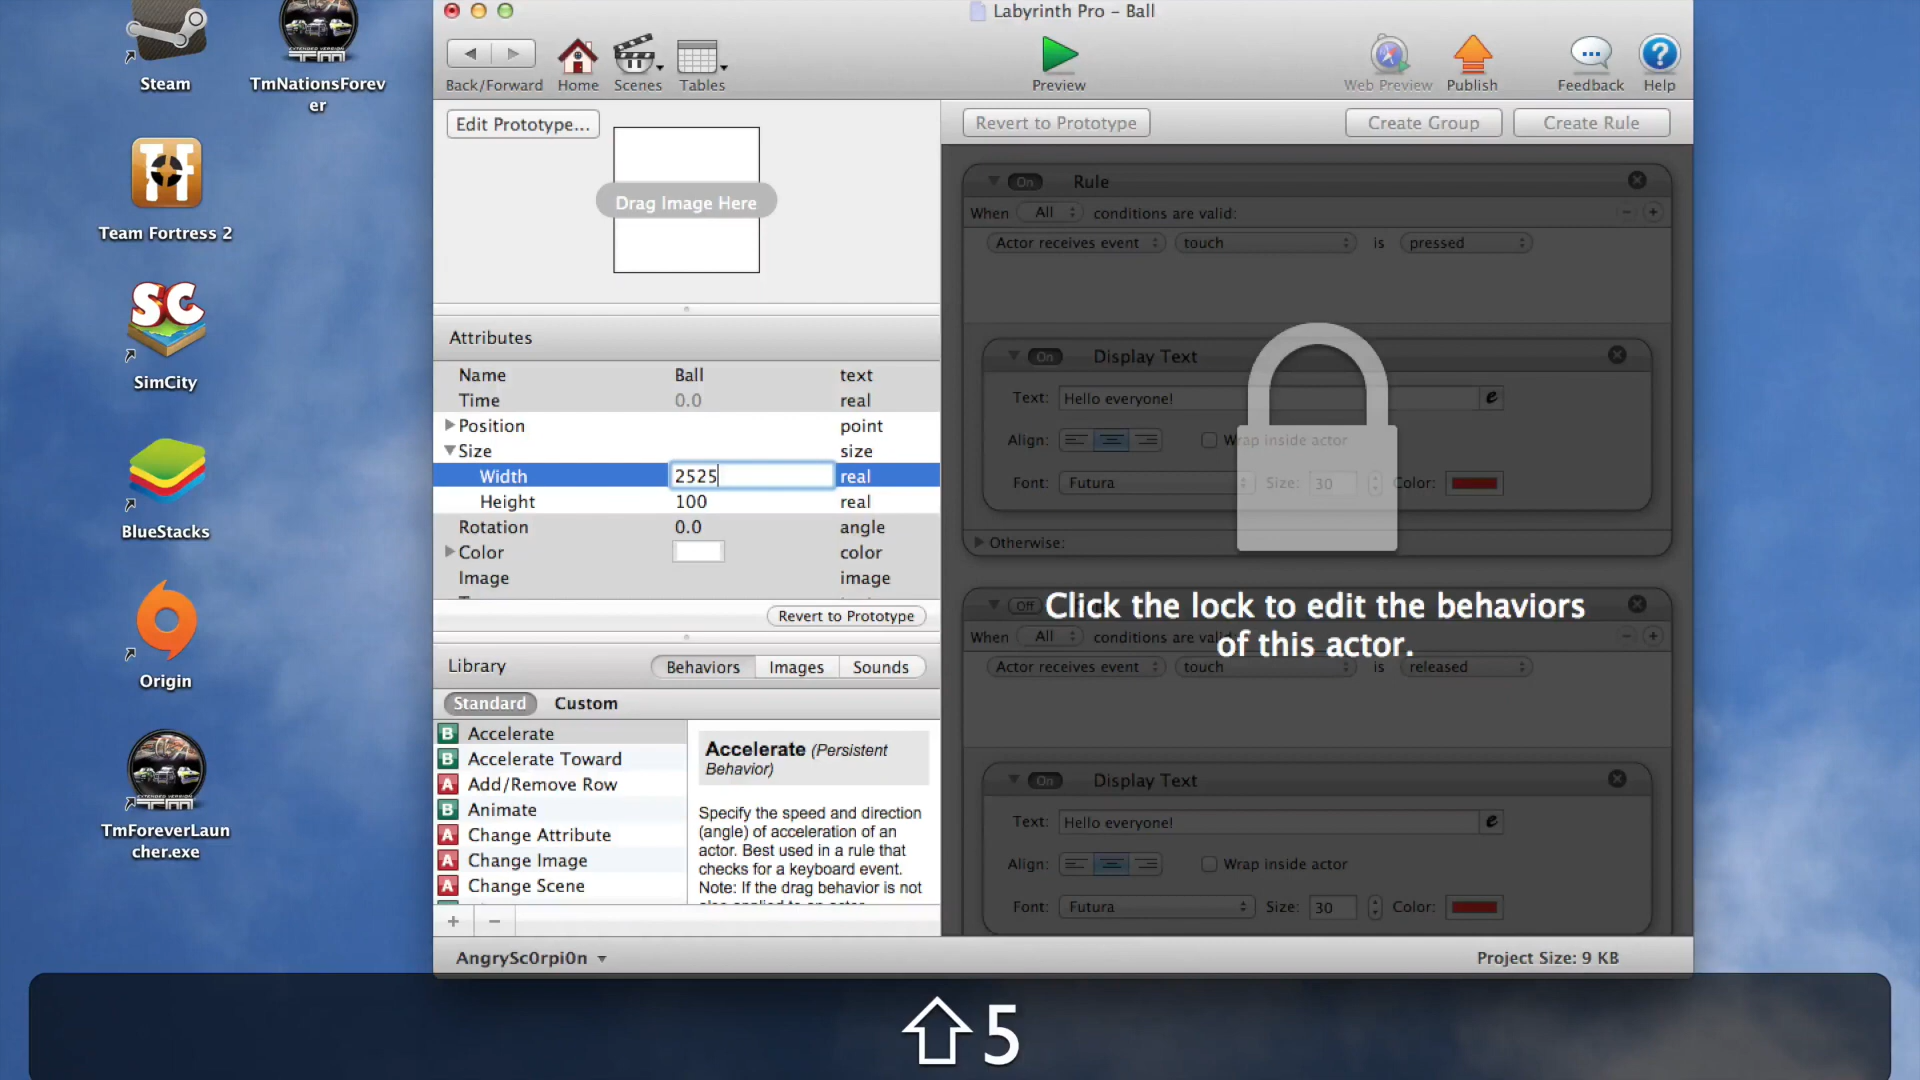 Steam
TmNationsForev
er
Team Fortress 2
SC
SimCity
BlueStacks
Origin
TmForeverLaun
cher.exe
Labyrinth Pro – Ball
Back/Forward
Home
Scenes
Tables
Preview
Web Preview
Publish
Feedback
Help
Edit Prototype...
Drag Image Here
Revert to Prototype
Create Group
Create Rule
Attributes
Name Ball text
Time 0.0 real
Position point
Size size
Width 2525 real
Height 100 real
Rotation 0.0 angle
Color color
Image image
Revert to Prototype
Library
Behaviors
Images
Sounds
Standard
Custom
B Accelerate
B Accelerate Toward
A Add/Remove Row
B Animate
A Change Attribute
A Change Image
A Change Scene
Accelerate (Persistent
Behavior)
Specify the speed and direction
(angle) of acceleration of an
actor. Best used in a rule that
checks for a keyboard event.
Note: If the drag behavior is not
On Rule
When All conditions are valid:
Actor receives event touch is pressed
On Display Text
Text: Hello everyone!
Align: Wrap inside actor
Font: Futura Size: 30 Color:
Otherwise:
Click the lock to edit the behaviors
of this actor.
Off
When All conditions are valid
Actor receives event touch is released
On Display Text
Text: Hello everyone!
Align: Wrap inside actor
Font: Futura Size: 30 Color:
AngrySc0rpi0n
Project Size: 9 KB
⇧5